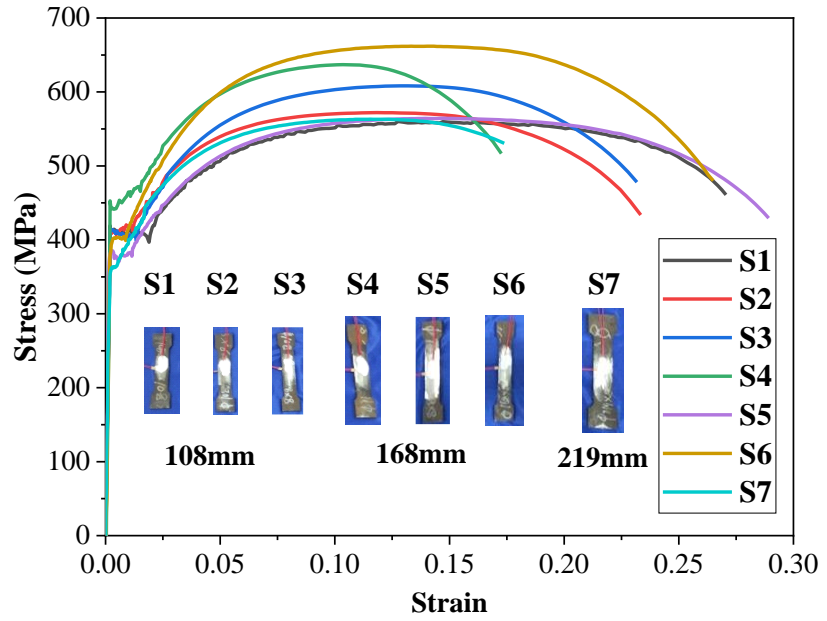 700
600
500
400
300
200
100
0
Stress (MPa)
S1 S2 S3 S4 S5 S6 S7
108mm 168mm 219mm
S1
S2
S3
S4
S5
S6
S7
0.00 0.05 0.10 0.15 0.20 0.25 0.30
Strain